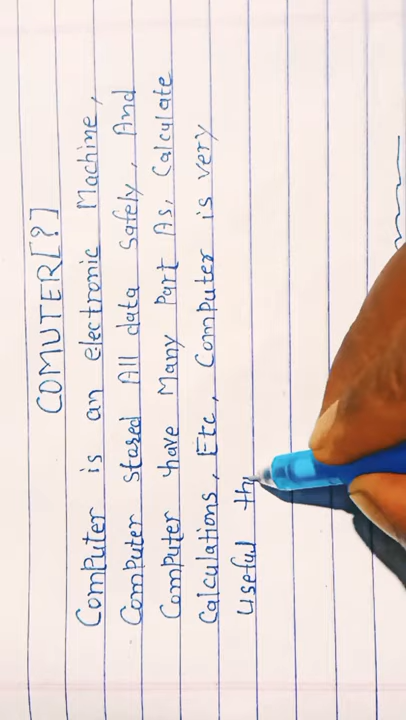 COMUTER[?]
Computer is an electronic Machine,
Computer stored All data Safely, And
Computer have Many Part As, Calculate
Calculations, Etc, Computer is very
Useful th